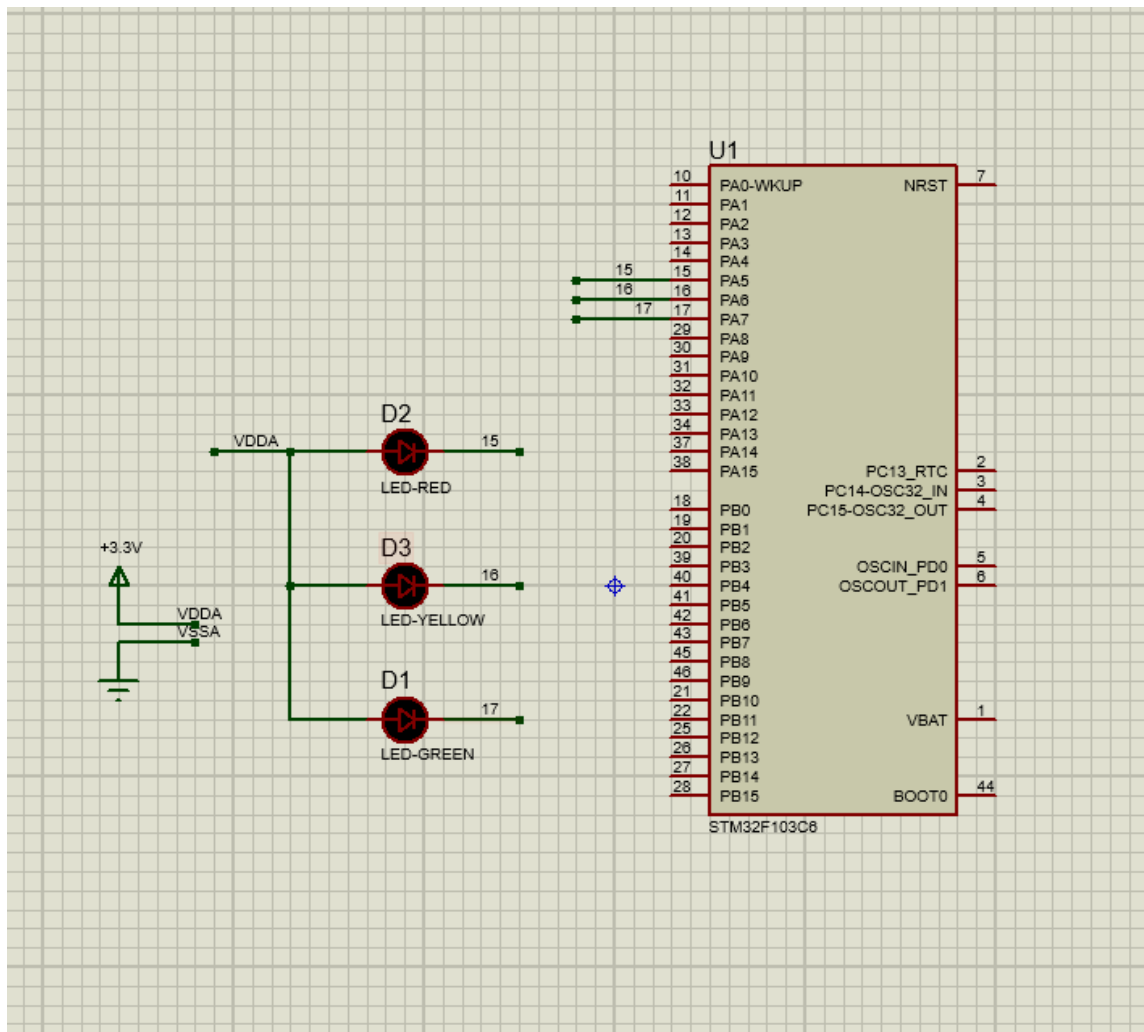 U1
10 PA0-WKUP NRST 7
11 PA1
12 PA2
13 PA3
14 PA4
15 15 PA5
16 16 PA6
17 17 PA7
29 PA8
30 PA9
31 PA10
32 PA11
33 PA12
34 PA13
37 PA14
38 PA15 PC13_RTC 2
PC14-OSC32_IN 3
18 PB0 PC15-OSC32_OUT 4
19 PB1
20 PB2
39 PB3 OSCIN_PD0 5
40 PB4 OSCOUT_PD1 6
41 PB5
42 PB6
43 PB7
45 PB8
46 PB9
21 PB10
22 PB11 VBAT 1
25 PB12
26 PB13
27 PB14
28 PB15 BOOT0 44
STM32F103C6
D2
VDDA 15
LED-RED
D3
16
LED-YELLOW
D1
17
LED-GREEN
+3.3V
VDDA
VSSA